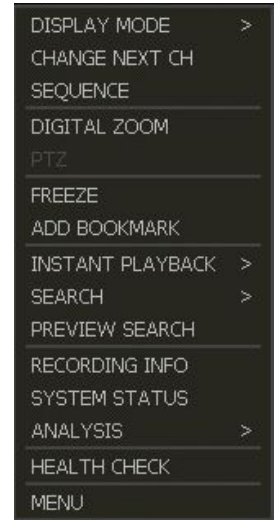 DISPLAY MODE >
CHANGE NEXT CH
SEQUENCE
DIGITAL ZOOM
PTZ
FREEZE
ADD BOOKMARK
INSTANT PLAYBACK >
SEARCH >
PREVIEW SEARCH
RECORDING INFO
SYSTEM STATUS
ANALYSIS >
HEALTH CHECK
MENU